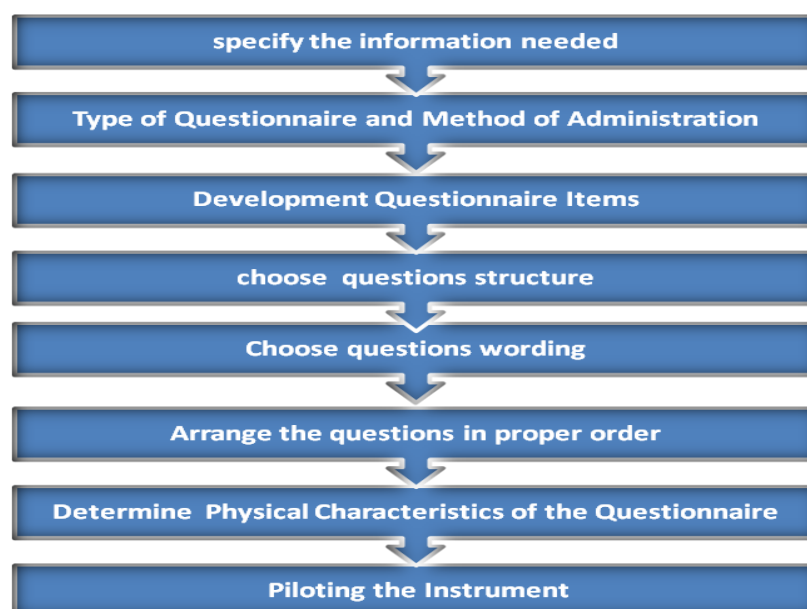 specify the information needed
Type of Questionnaire and Method of Administration
Development Questionnaire Items
choose questions structure
Choose questions wording
Arrange the questions in proper order
Determine Physical Characteristics of the Questionnaire
Piloting the Instrument